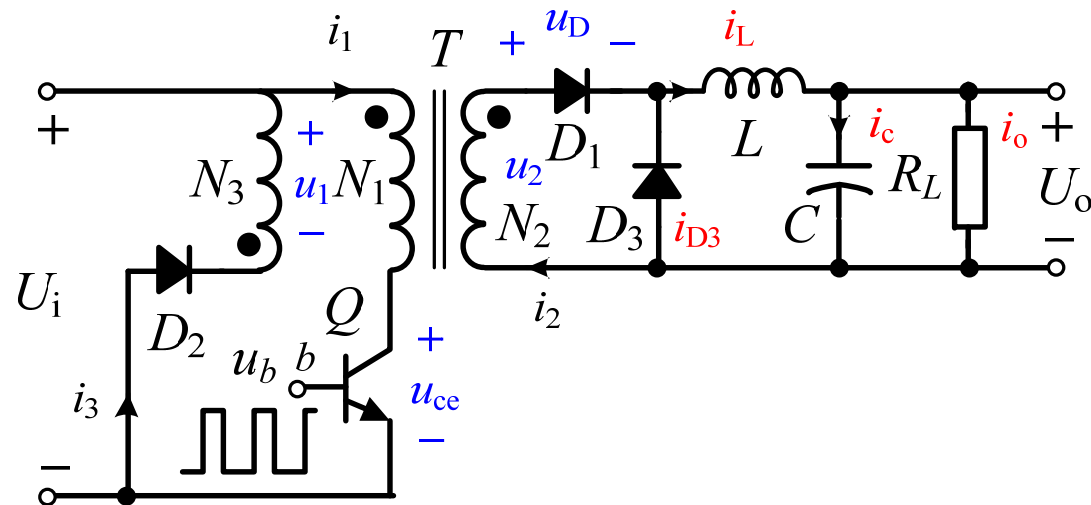 i1 T + uD − iL
+ N3 + u1 − N1 u2 N2 D1 D3 iD3 L ic C io RL + Uo −
Ui D2 Q i2
i3 ub b + uce −
−